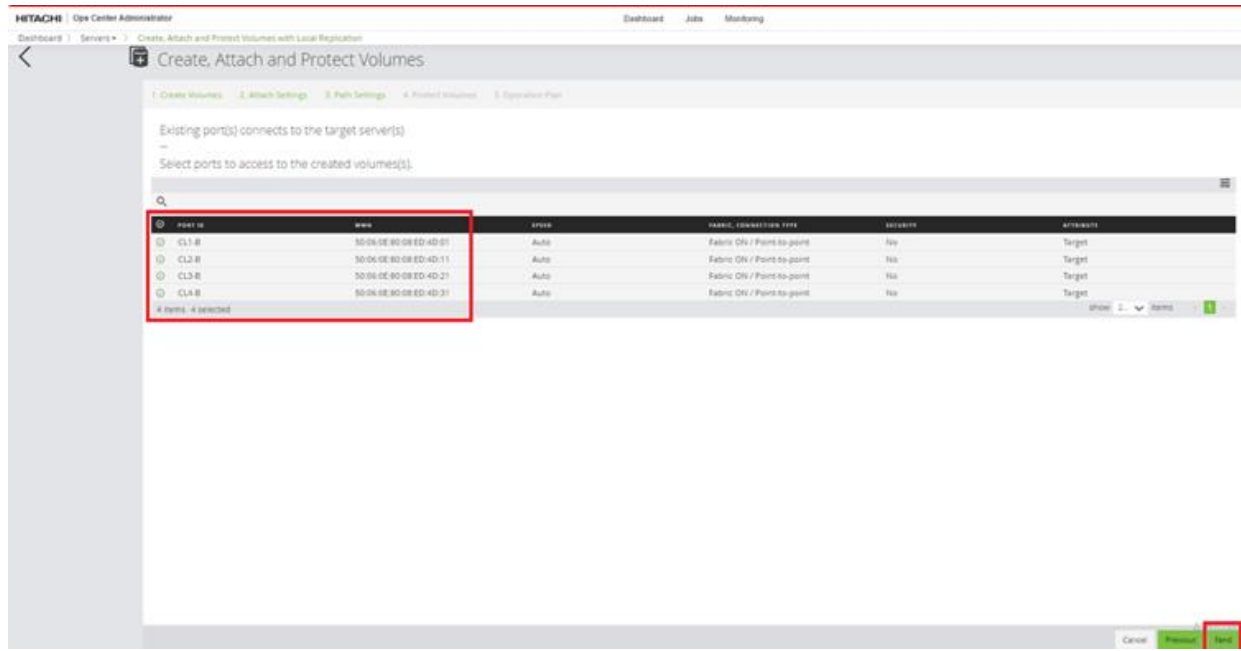 HITACHI Ops Center Administrator Dashboard Jobs Monitoring
Dashboard Servers Create, Attach and Protect Volumes with Local Replication
Create, Attach and Protect Volumes
1. Create Volumes 2. Attach Settings 3. Path Settings 4. Protect Volumes 5. Operation Plan
Existing port(s) connects to the target server(s)
--
Select ports to access to the created volumes(s).
PORT ID WWN SPEED FABRIC, CONNECTION TYPE SECURITY ATTRIBUTE
CL1-B 50:06:0E:80:08:ED:4D:01 Auto Fabric ON / Point-to-point No Target
CL2-B 50:06:0E:80:08:ED:4D:11 Auto Fabric ON / Point-to-point No Target
CL3-B 50:06:0E:80:08:ED:4D:21 Auto Fabric ON / Point-to-point No Target
CL4-B 50:06:0E:80:08:ED:4D:31 Auto Fabric ON / Point-to-point No Target
4 items, 4 selected show 2... items 1
Cancel Previous Next